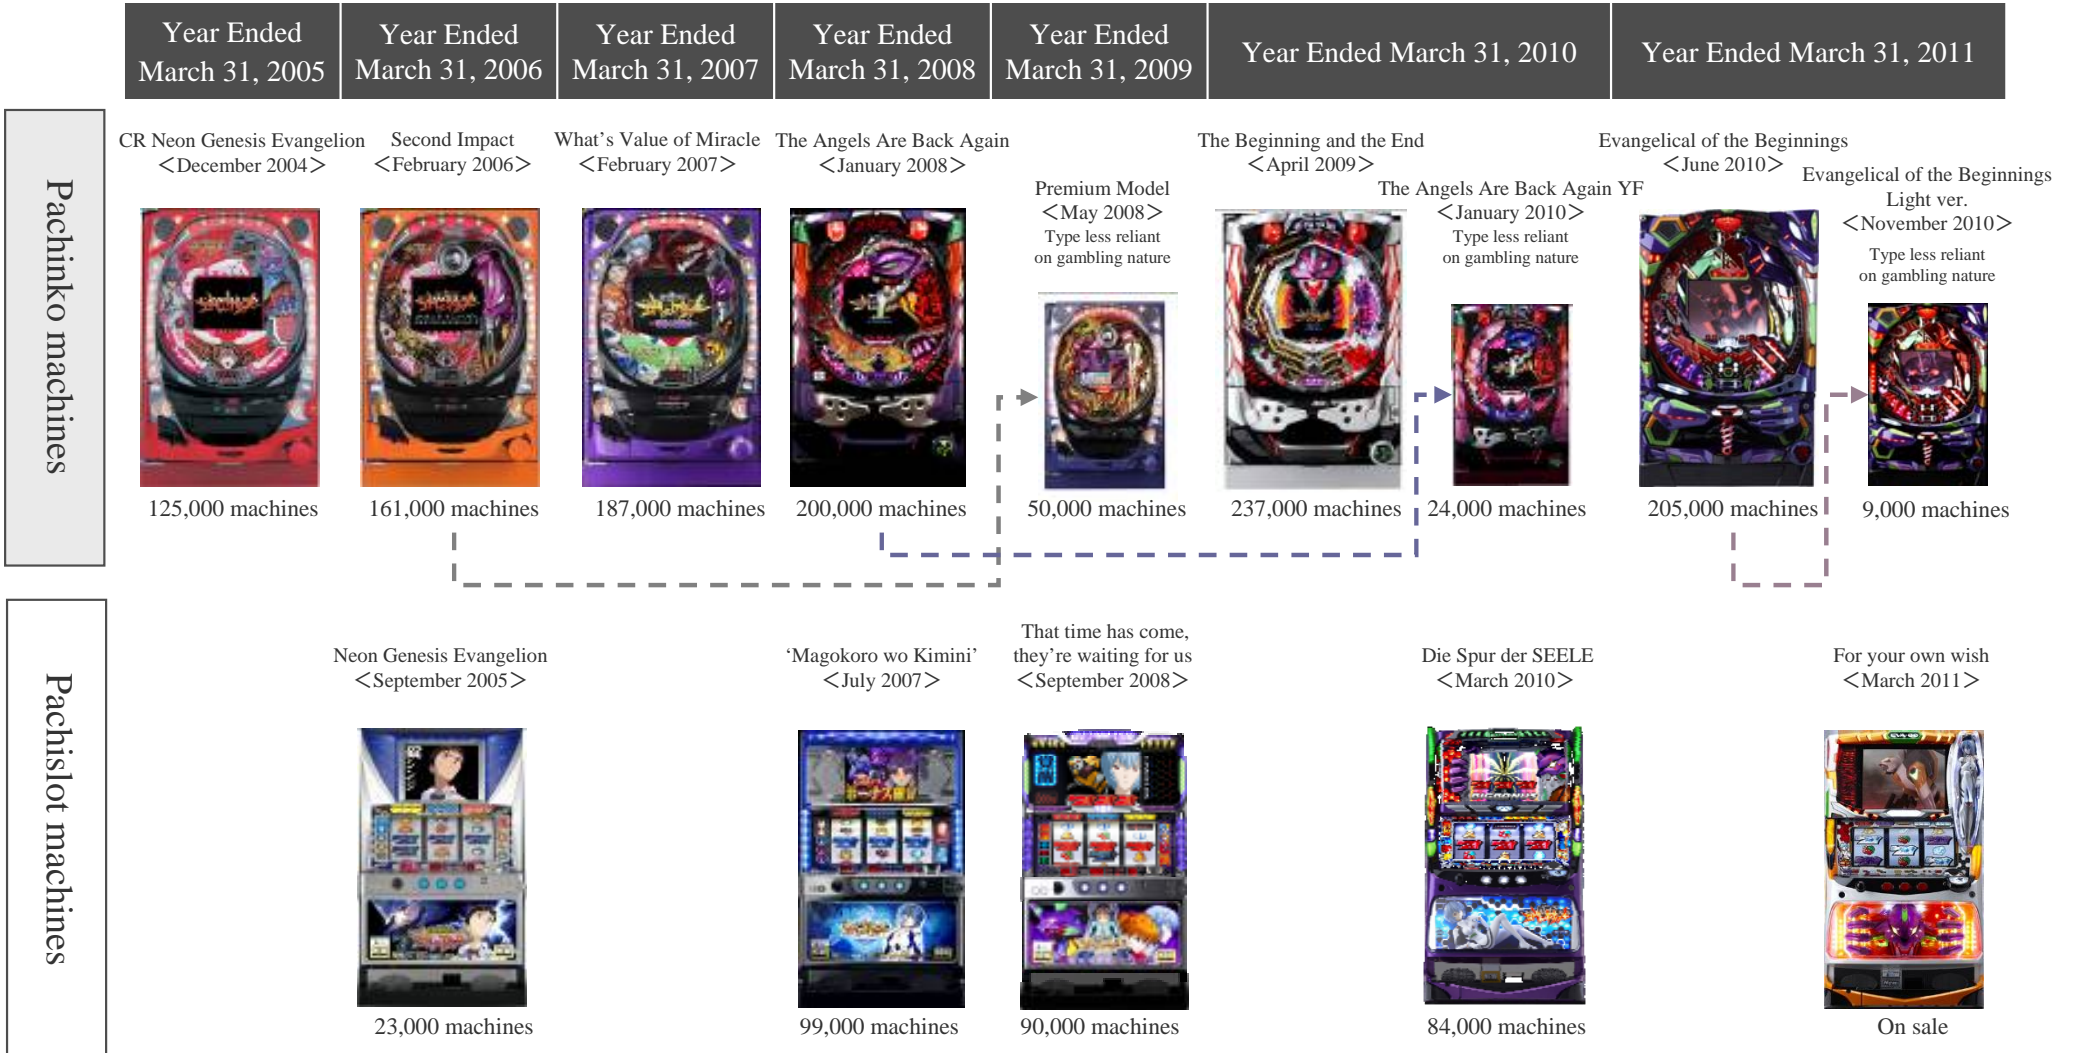 Year Ended
March 31, 2005
Year Ended
March 31, 2006
Year Ended
March 31, 2007
Year Ended
March 31, 2008
Year Ended
March 31, 2009
Year Ended March 31, 2010
Year Ended March 31, 2011
Pachinko machines
CR Neon Genesis Evangelion
<December 2004>
125,000 machines
Second Impact
<February 2006>
161,000 machines
What's Value of Miracle
<February 2007>
187,000 machines
The Angels Are Back Again
<January 2008>
200,000 machines
Premium Model
<May 2008>
Type less reliant
on gambling nature
50,000 machines
The Beginning and the End
<April 2009>
237,000 machines
The Angels Are Back Again YF
<January 2010>
Type less reliant
on gambling nature
24,000 machines
Evangelical of the Beginnings
<June 2010>
205,000 machines
Evangelical of the Beginnings
Light ver.
<November 2010>
Type less reliant
on gambling nature
9,000 machines
Pachislot machines
Neon Genesis Evangelion
<September 2005>
23,000 machines
‘Magokoro wo Kimini’
<July 2007>
99,000 machines
That time has come,
they’re waiting for us
<September 2008>
90,000 machines
Die Spur der SEELE
<March 2010>
84,000 machines
For your own wish
<March 2011>
On sale